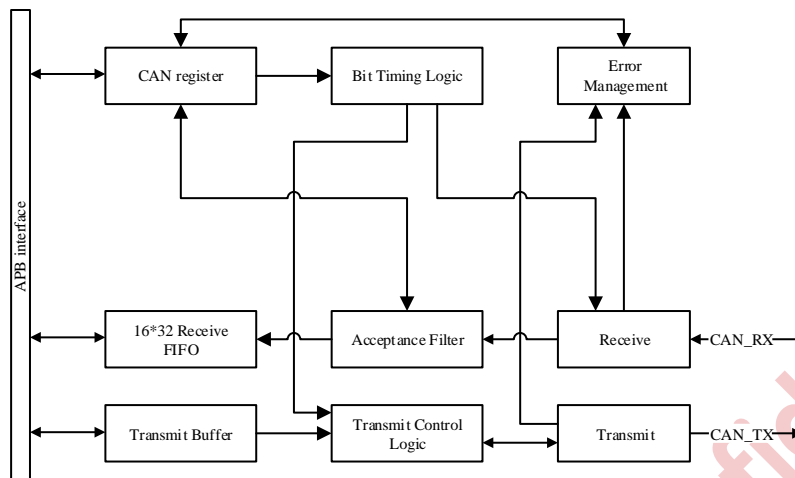 CAN register
Bit Timing Logic
Error
Management
APB interface
16*32 Receive
FIFO
Acceptance Filter
Receive
CAN_RX
Transmit Buffer
Transmit Control
Logic
Transmit
CAN_TX